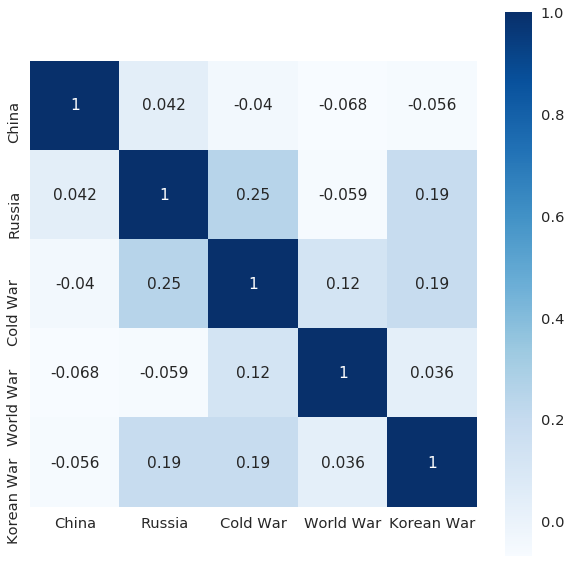 1.0
China 1 0.042 -0.04 -0.068 -0.056
0.8
Russia 0.042 1 0.25 -0.059 0.19
0.6
Cold War -0.04 0.25 1 0.12 0.19
0.4
World War -0.068 -0.059 0.12 1 0.036
0.2
Korean War -0.056 0.19 0.19 0.036 1
0.0
China Russia Cold War World War Korean War